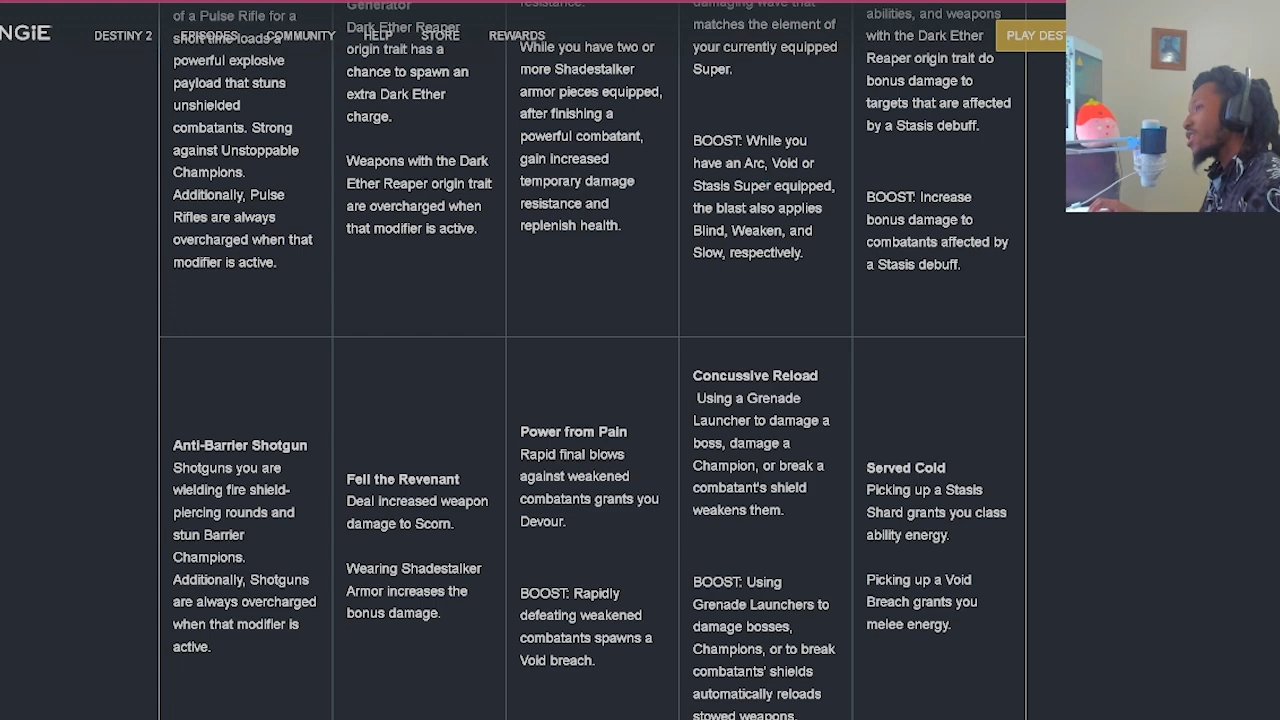 NGIE
DESTINY 2
EPISODES
COMMUNITY
HELP
STORE
REWARDS
PLAY DEST
of a Pulse Rifle for a
short time loads a
powerful explosive
payload that stuns
unshielded
combatants. Strong
against Unstoppable
Champions.
Additionally, Pulse
Rifles are always
overcharged when that
modifier is active.
Generator
Dark Ether Reaper
origin trait has a
chance to spawn an
extra Dark Ether
charge.
Weapons with the Dark
Ether Reaper origin trait
are overcharged when
that modifier is active.
resistance.
While you have two or
more Shadestalker
armor pieces equipped,
after finishing a
powerful combatant,
gain increased
temporary damage
resistance and
replenish health.
damaging wave that
matches the element of
your currently equipped
Super.
BOOST: While you
have an Arc, Void or
Stasis Super equipped,
the blast also applies
Blind, Weaken, and
Slow, respectively.
abilities, and weapons
with the Dark Ether
Reaper origin trait do
bonus damage to
targets that are affected
by a Stasis debuff.
BOOST: Increase
bonus damage to
combatants affected by
a Stasis debuff.
Anti-Barrier Shotgun
Shotguns you are
wielding fire shield-
piercing rounds and
stun Barrier
Champions.
Additionally, Shotguns
are always overcharged
when that modifier is
active.
Fell the Revenant
Deal increased weapon
damage to Scorn.
Wearing Shadestalker
Armor increases the
bonus damage.
Power from Pain
Rapid final blows
against weakened
combatants grants you
Devour.
BOOST: Rapidly
defeating weakened
combatants spawns a
Void breach.
Concussive Reload
Using a Grenade
Launcher to damage a
boss, damage a
Champion, or break a
combatant's shield
weakens them.
BOOST: Using
Grenade Launchers to
damage bosses,
Champions, or to break
combatants' shields
automatically reloads
stowed weapons.
Served Cold
Picking up a Stasis
Shard grants you class
ability energy.
Picking up a Void
Breach grants you
melee energy.